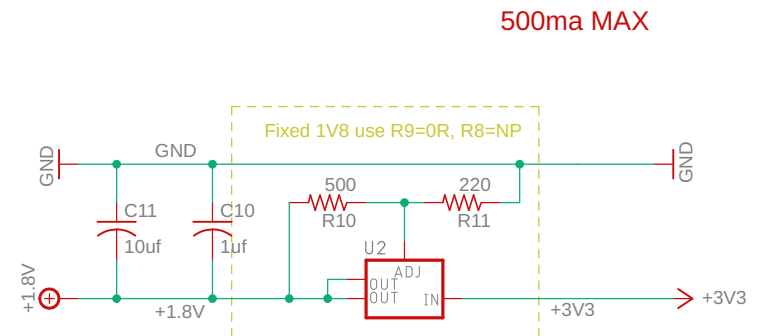 500ma MAX
Fixed 1V8 use R9=0R, R8=NP
GND
GND
GND
500
220
C11
C10
R10
R11
10uf
1uf
U2
ADJ
OUT
OUT
IN
+1.8V
+1.8V
+3V3
+3V3